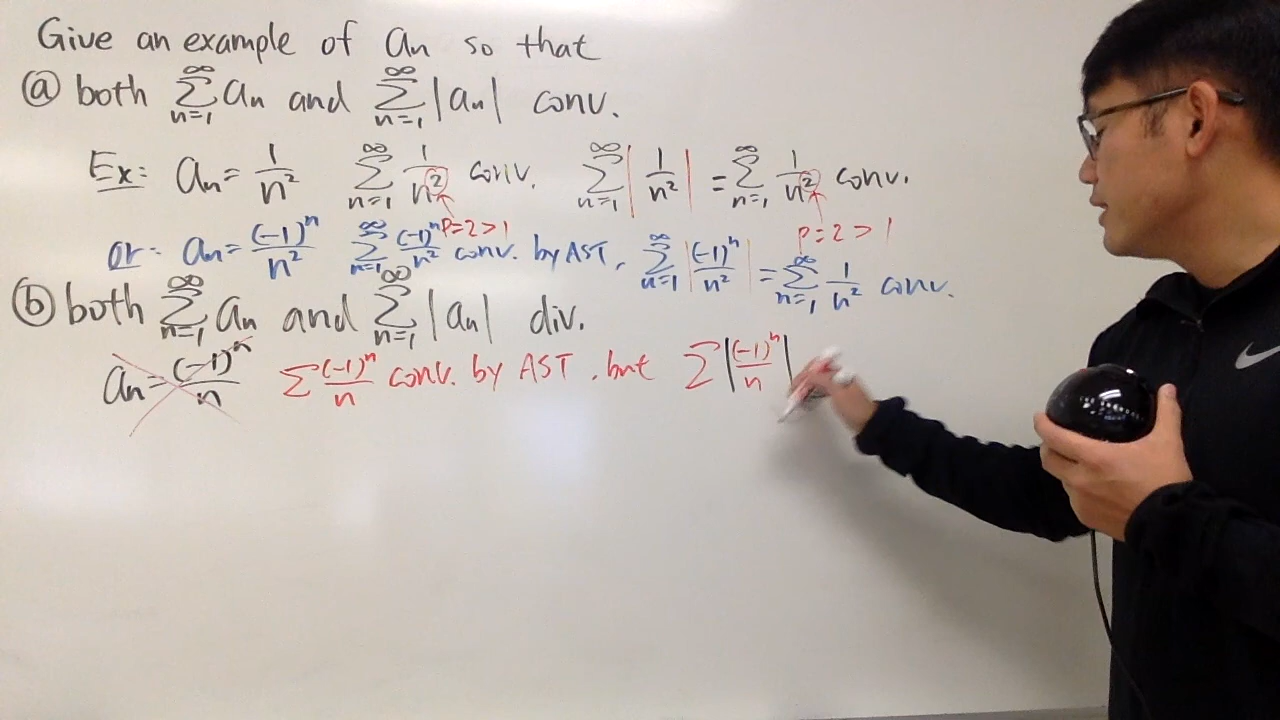 Give an example of an so that
ⓐ both ∞∑n=1 an and ∞∑n=1 |an| conv.
Ex: an = 1/n² ∞∑n=1 1/n² conv. ∞∑n=1 |1/n²| = ∞∑n=1 1/n² conv.
P=2>1 P=2>1
or: an = (-1)ⁿ/n² ∞∑n=1 (-1)ⁿ/n² conv. by AST, ∞∑n=1 |(-1)ⁿ/n²| = ∞∑n=1 1/n² conv.
ⓑ both ∞∑n=1 an and ∞∑n=1 |an| div.
an = (-1)ⁿ/n ∑ (-1)ⁿ/n conv. by AST, but ∑ |(-1)ⁿ/n|